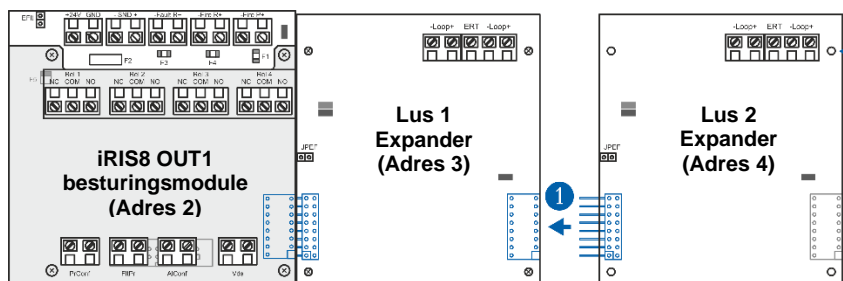 +24V GND - SND + -Fault R+ -Fire R+ -Fire P+
F2 F3 F4 F1
Rel 1 Rel 2 Rel 3 Rel 4
NC COM NO NC COM NO NC COM NO NC COM NO
iRIS8 OUT1
besturingsmodule
(Adres 2)
PrConf FltPr AlConf Vds
-Loop+ ERT -Loop+
JPEF
Lus 1
Expander
(Adres 3)
1
-Loop+ ERT -Loop+
JPEF
Lus 2
Expander
(Adres 4)